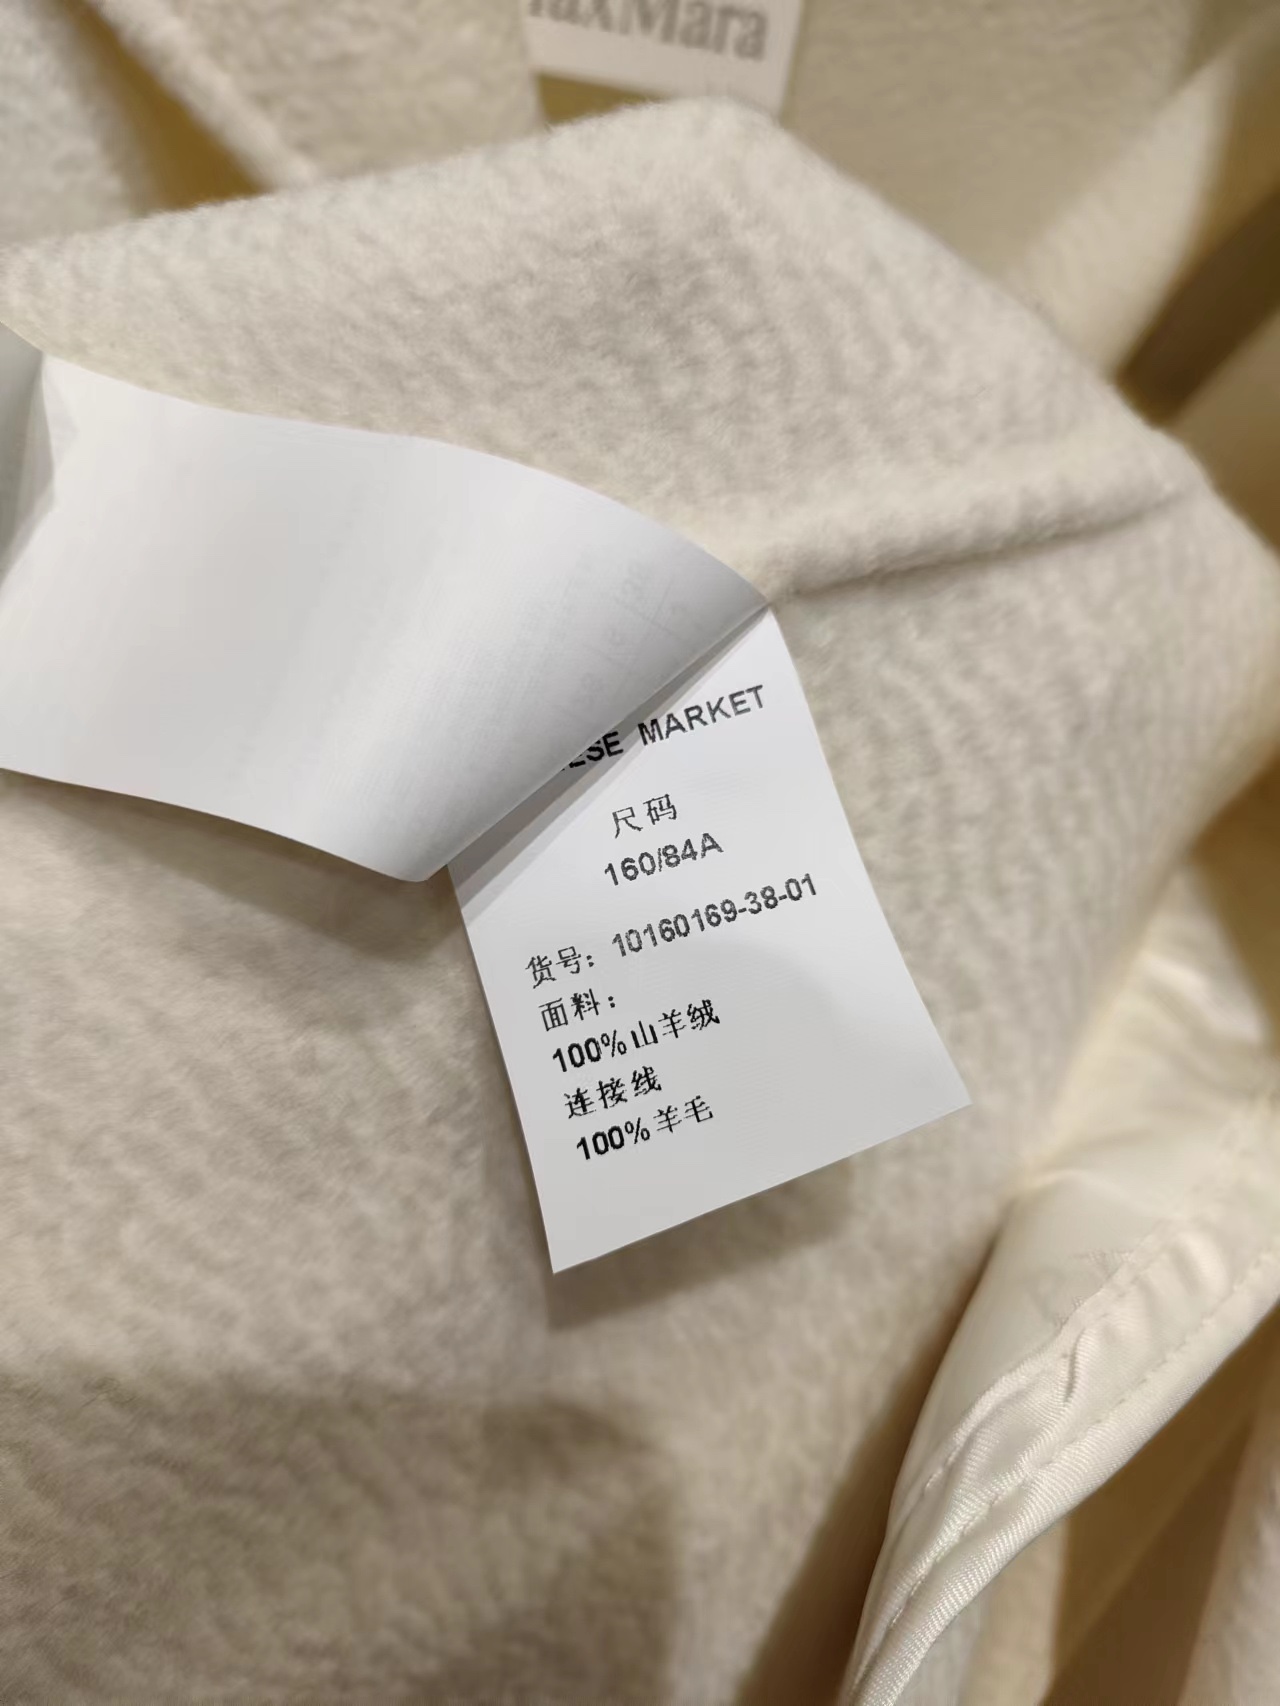 axMara
ESE MARKET
尺码
160/84A
货号：10160169-38-01
面料：
100%山羊绒
连接线
100%羊毛